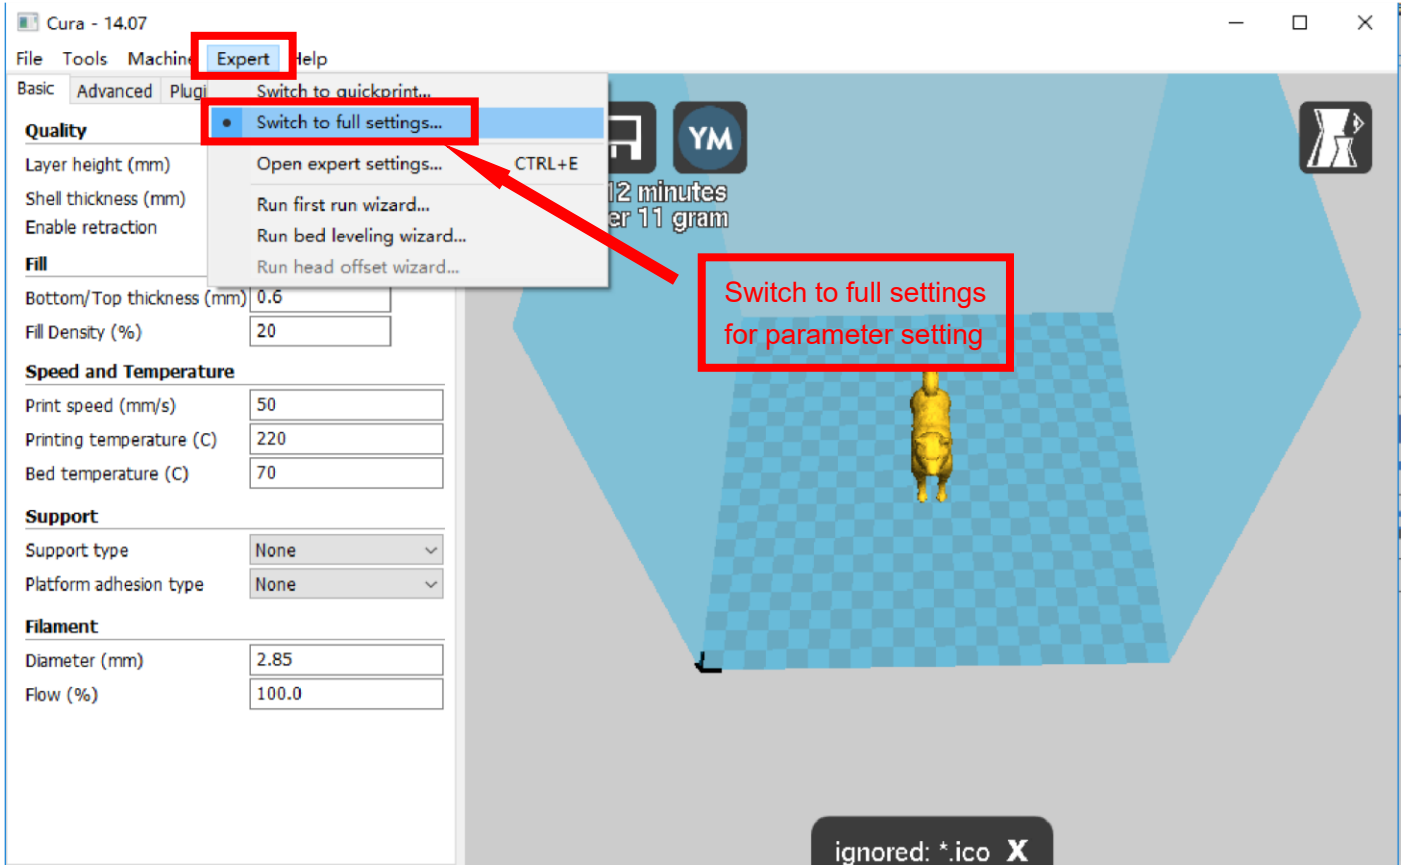 Cura - 14.07
File Tools Machine Expert Help
Basic Advanced Plugi
Switch to quickprint...
Switch to full settings...
Open expert settings... CTRL+E
Run first run wizard...
Run bed leveling wizard...
Run head offset wizard...
Quality
Layer height (mm)
Shell thickness (mm)
Enable retraction
Fill
Bottom/Top thickness (mm) 0.6
Fill Density (%) 20
Speed and Temperature
Print speed (mm/s) 50
Printing temperature (C) 220
Bed temperature (C) 70
Support
Support type None
Platform adhesion type None
Filament
Diameter (mm) 2.85
Flow (%) 100.0
YM
12 minutes
er 11 gram
Switch to full settings
for parameter setting
ignored: *.ico X